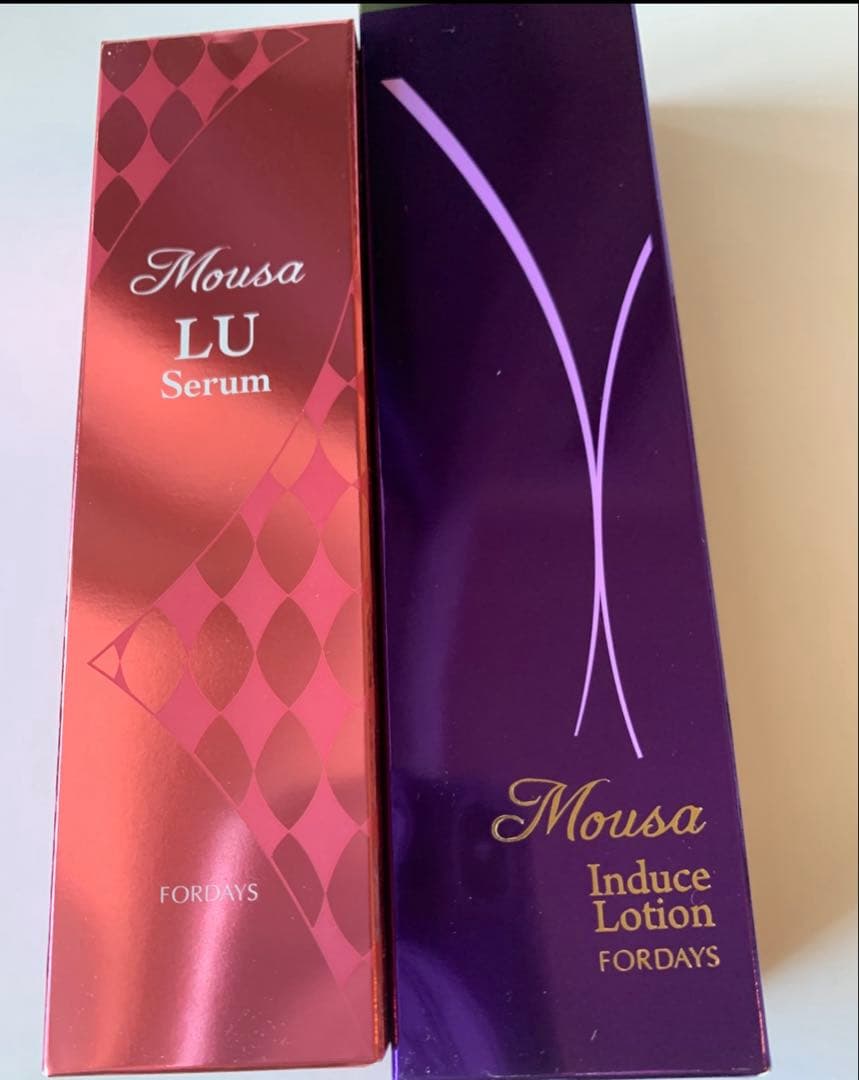 Mousa
LU
Serum
FORDAYS
Mousa
Induce
Lotion
FORDAYS